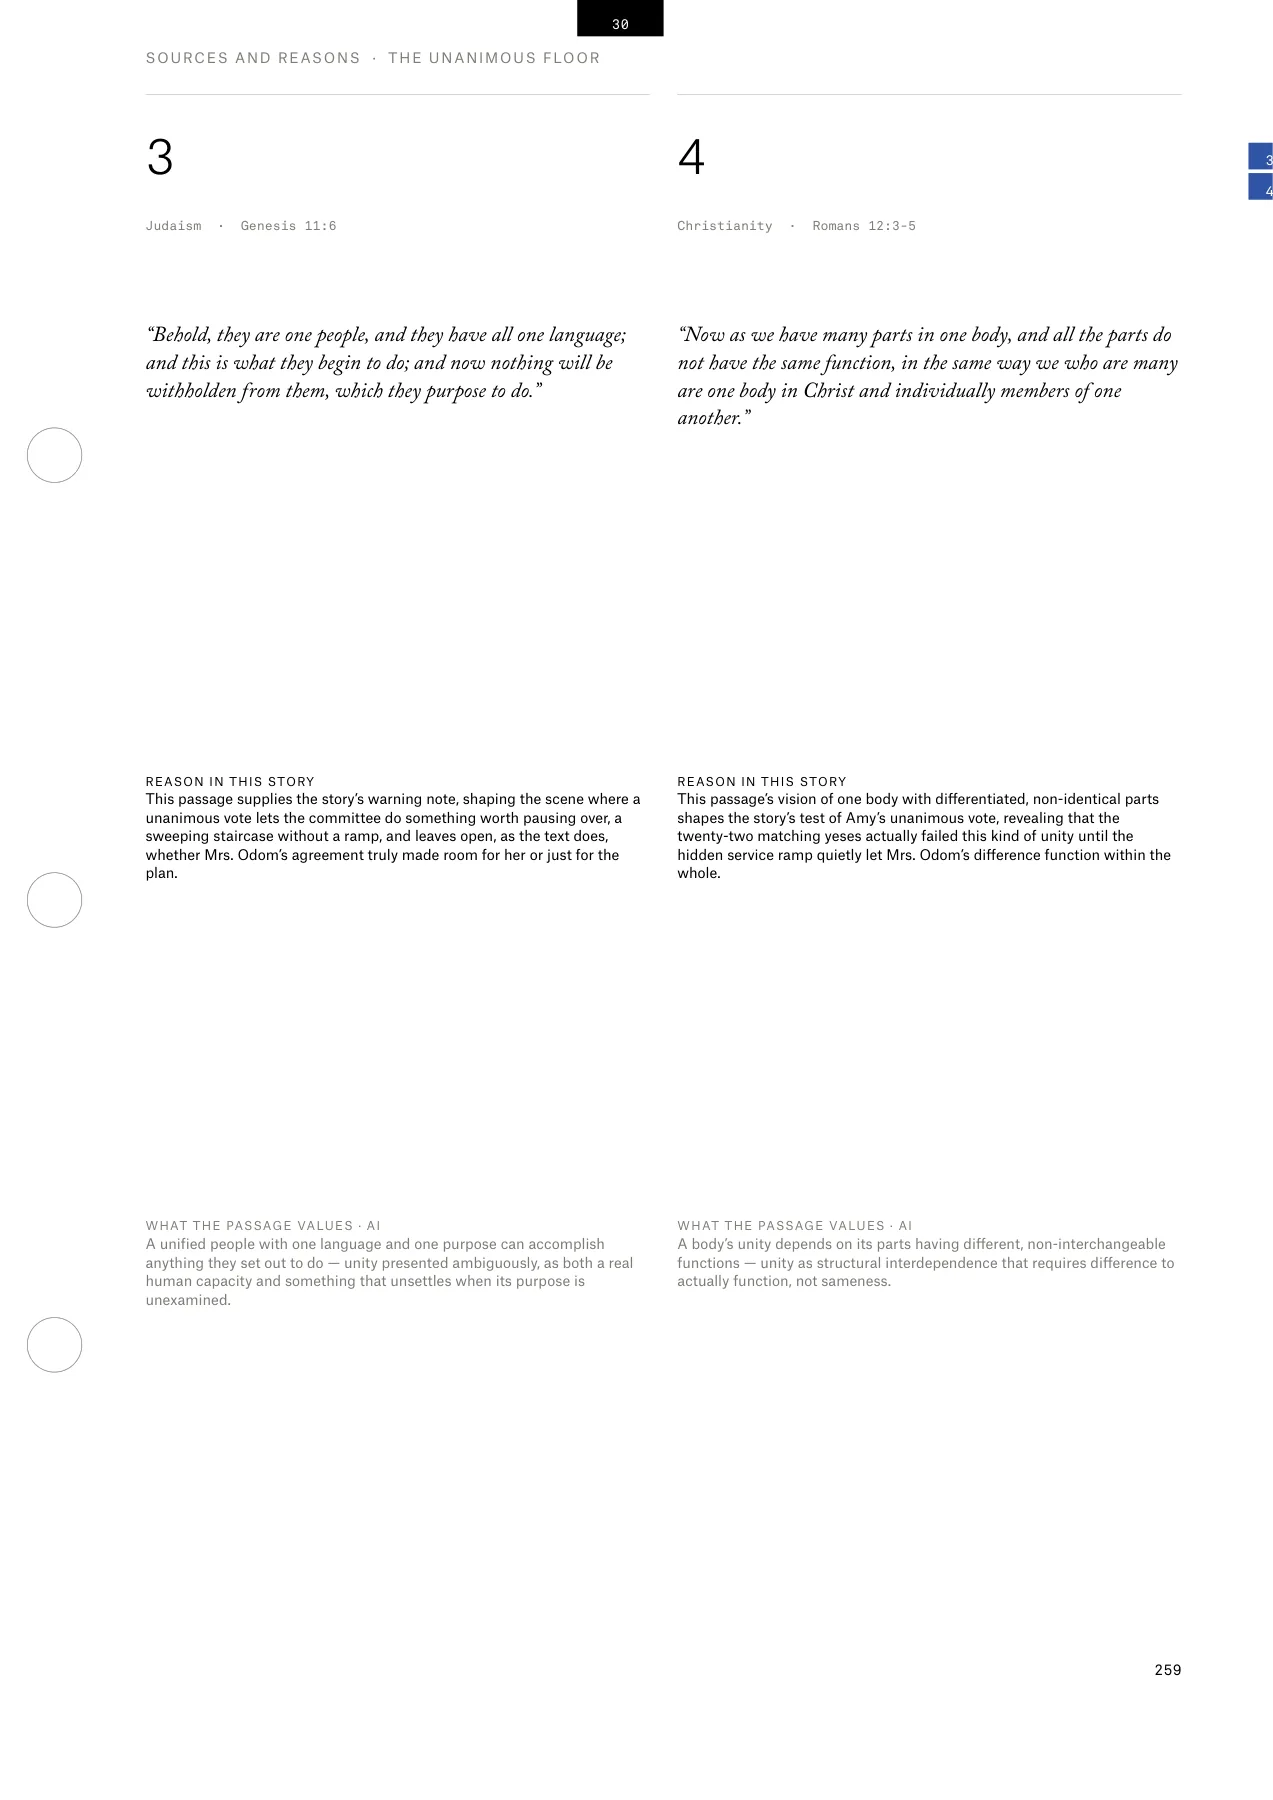 30
SOURCES AND REASONS · THE UNANIMOUS FLOOR
3
Judaism · Genesis 11:6
“Behold, they are one people, and they have all one language;
and this is what they begin to do; and now nothing will be
withholden from them, which they purpose to do.”
REASON IN THIS STORY
This passage supplies the story’s warning note, shaping the scene where a
unanimous vote lets the committee do something worth pausing over, a
sweeping staircase without a ramp, and leaves open, as the text does,
whether Mrs. Odom’s agreement truly made room for her or just for the
plan.
WHAT THE PASSAGE VALUES · AI
A unified people with one language and one purpose can accomplish
anything they set out to do — unity presented ambiguously, as both a real
human capacity and something that unsettles when its purpose is
unexamined.
4
Christianity · Romans 12:3–5
“Now as we have many parts in one body, and all the parts do
not have the same function, in the same way we who are many
are one body in Christ and individually members of one
another.”
REASON IN THIS STORY
This passage’s vision of one body with differentiated, non-identical parts
shapes the story’s test of Amy’s unanimous vote, revealing that the
twenty-two matching yeses actually failed this kind of unity until the
hidden service ramp quietly let Mrs. Odom’s difference function within the
whole.
WHAT THE PASSAGE VALUES · AI
A body’s unity depends on its parts having different, non-interchangeable
functions — unity as structural interdependence that requires difference to
actually function, not sameness.
3
4
259